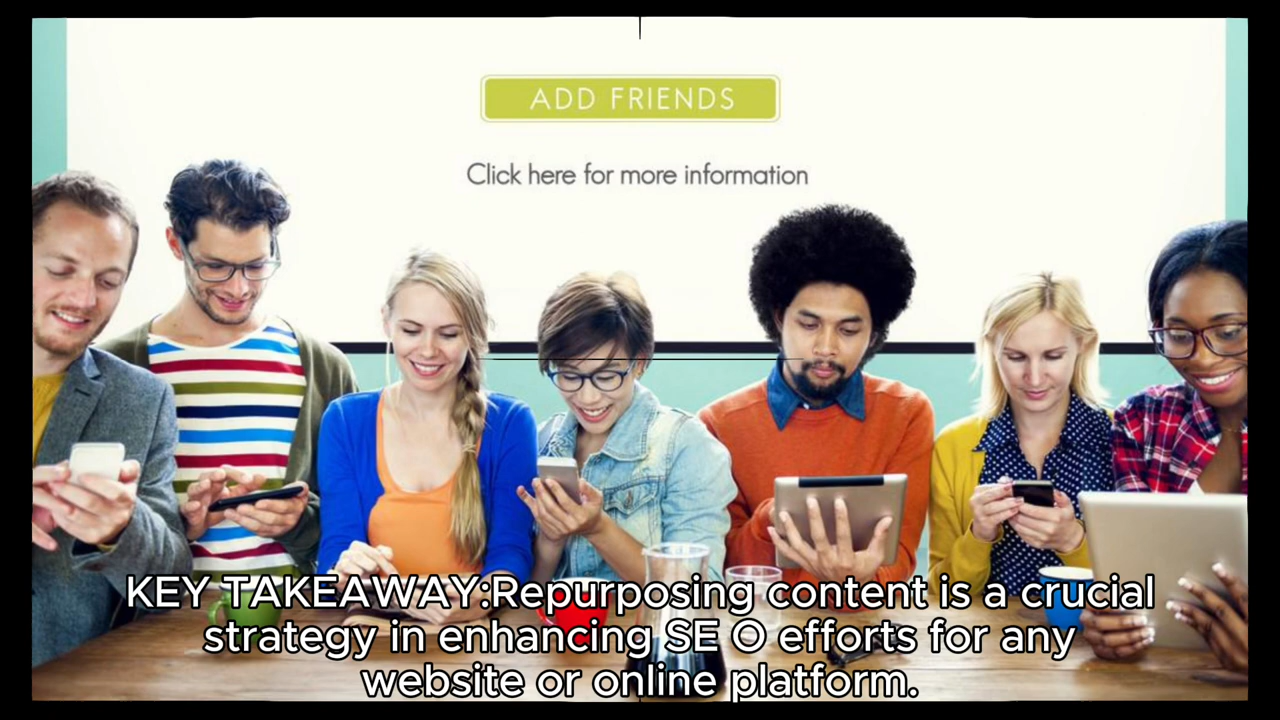 ADD FRIENDS
Click here for more information
KEY TAKEAWAY:Repurposing content is a crucial
strategy in enhancing SE O efforts for any
website or online platform.